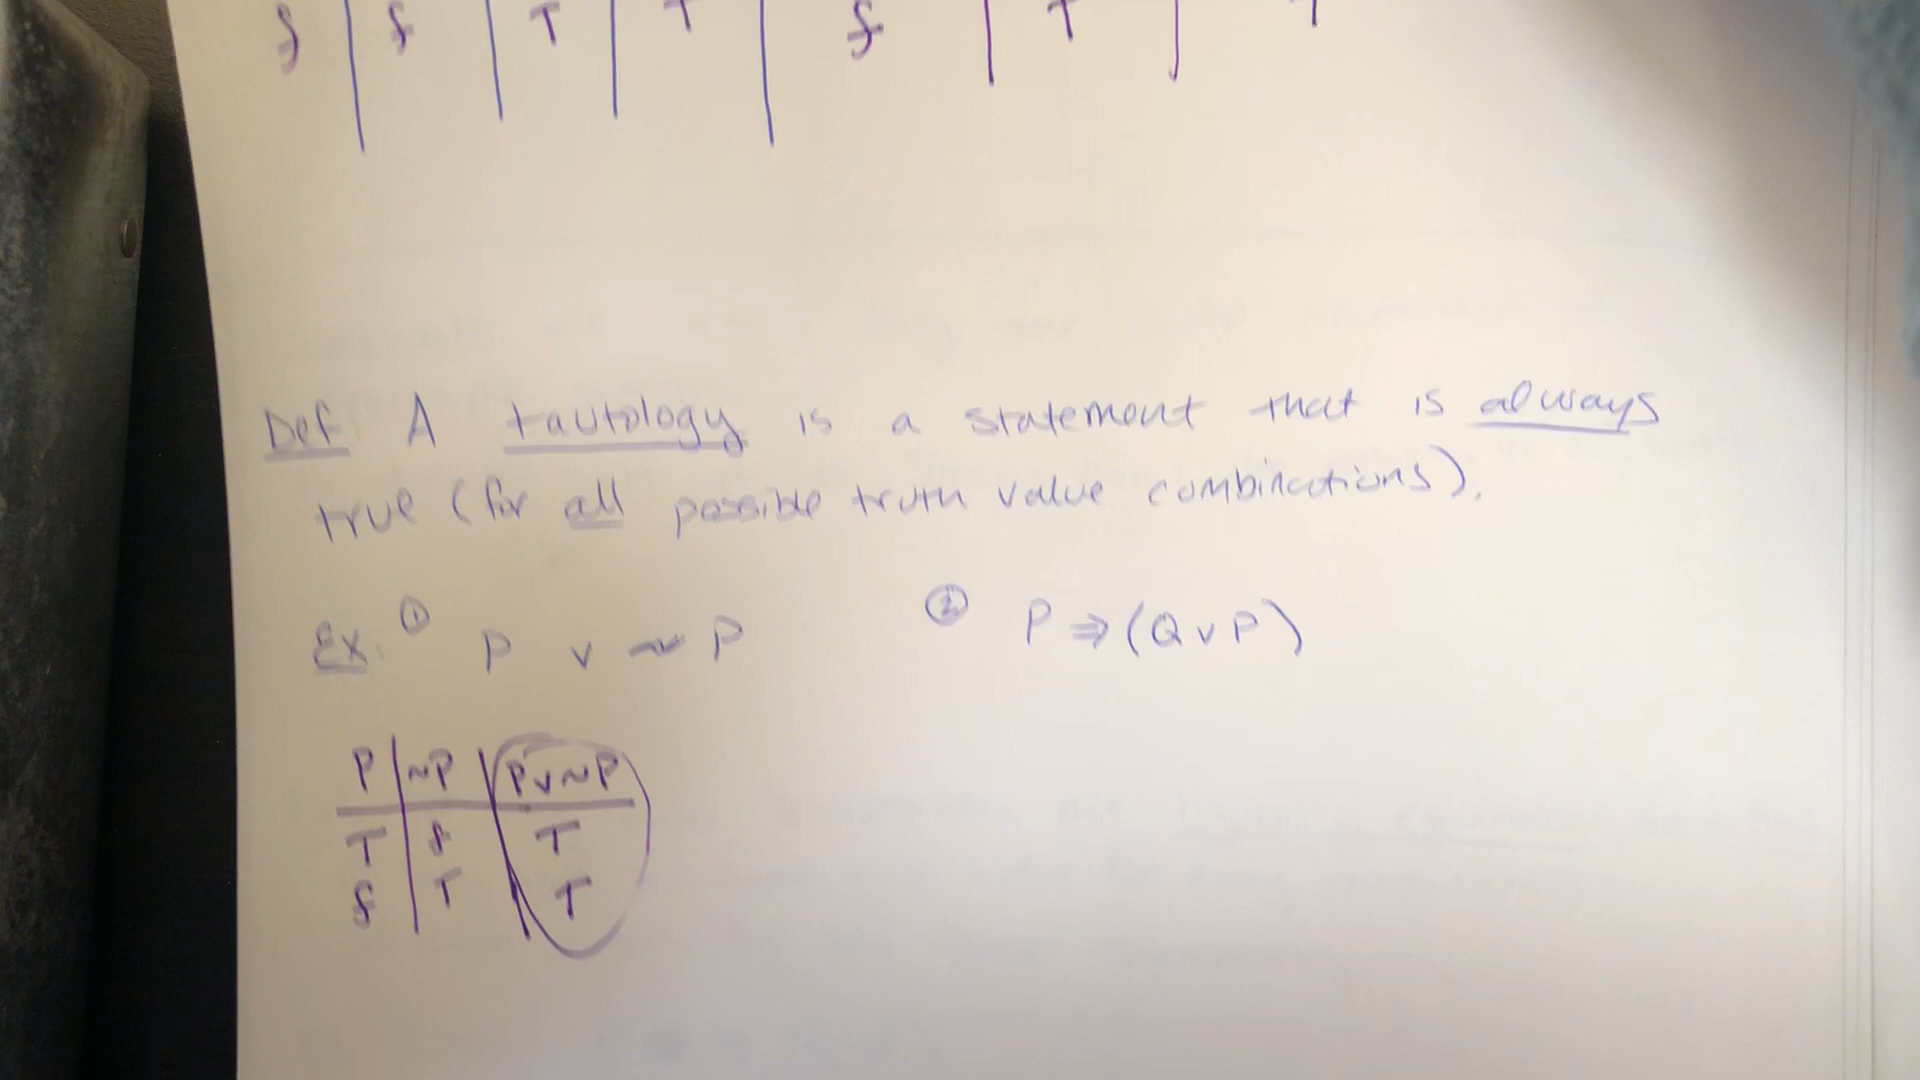 f | f | T | T | f | T | T
Def A tautology is a statement that is always
true (for all possible truth value combinations).
Ex. ① P ∨ ~ P ② P ⇒ (Q ∨ P)
P | ~P | P∨~P
T | f | T
f | T | T